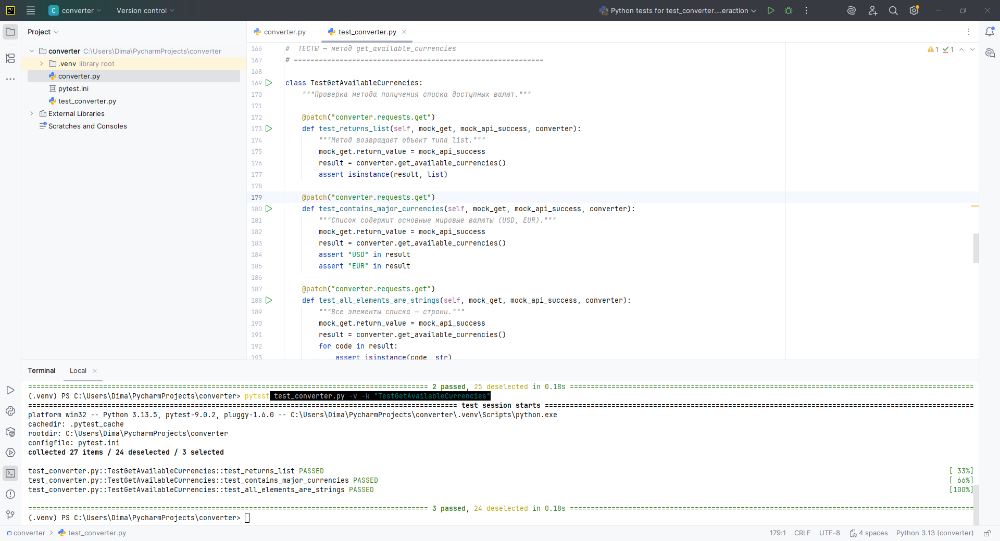 PC
C converter
Version control
Python tests for test_converter....eraction
Project
converter C:\Users\Dima\PycharmProjects\converter
.venv library root
converter.py
pytest.ini
test_converter.py
External Libraries
Scratches and Consoles
converter.py
test_converter.py
1 1
166 #  ТЕСТЫ — метод get_available_currencies
167 # ============================================================
168
169 class TestGetAvailableCurrencies:
170 """Проверка метода получения списка доступных валют."""
171
172 @patch("converter.requests.get")
173 def test_returns_list(self, mock_get, mock_api_success, converter):
174 """Метод возвращает объект типа list."""
175 mock_get.return_value = mock_api_success
176 result = converter.get_available_currencies()
177 assert isinstance(result, list)
178
179 @patch("converter.requests.get")
180 def test_contains_major_currencies(self, mock_get, mock_api_success, converter):
181 """Список содержит основные мировые валюты (USD, EUR)."""
182 mock_get.return_value = mock_api_success
183 result = converter.get_available_currencies()
184 assert "USD" in result
185 assert "EUR" in result
186
187 @patch("converter.requests.get")
188 def test_all_elements_are_strings(self, mock_get, mock_api_success, converter):
189 """Все элементы списка — строки."""
190 mock_get.return_value = mock_api_success
191 result = converter.get_available_currencies()
192 for code in result:
193 assert isinstance(code, str)
Terminal
Local
================================================================================================ 2 passed, 25 deselected in 0.18s =================================================================================================
(.venv) PS C:\Users\Dima\PycharmProjects\converter> pytest test_converter.py -v -k "TestGetAvailableCurrencies"
======================================================================================================= test session starts =======================================================================================================
platform win32 -- Python 3.13.5, pytest-9.0.2, pluggy-1.6.0 -- C:\Users\Dima\PycharmProjects\converter\.venv\Scripts\python.exe
cachedir: .pytest_cache
rootdir: C:\Users\Dima\PycharmProjects\converter
configfile: pytest.ini
collected 27 items / 24 deselected / 3 selected
test_converter.py::TestGetAvailableCurrencies::test_returns_list PASSED [ 33%]
test_converter.py::TestGetAvailableCurrencies::test_contains_major_currencies PASSED [ 66%]
test_converter.py::TestGetAvailableCurrencies::test_all_elements_are_strings PASSED [100%]
================================================================================================ 3 passed, 24 deselected in 0.18s =================================================================================================
(.venv) PS C:\Users\Dima\PycharmProjects\converter>
converter > test_converter.py
179:1 CRLF UTF-8 4 spaces Python 3.13 (converter)